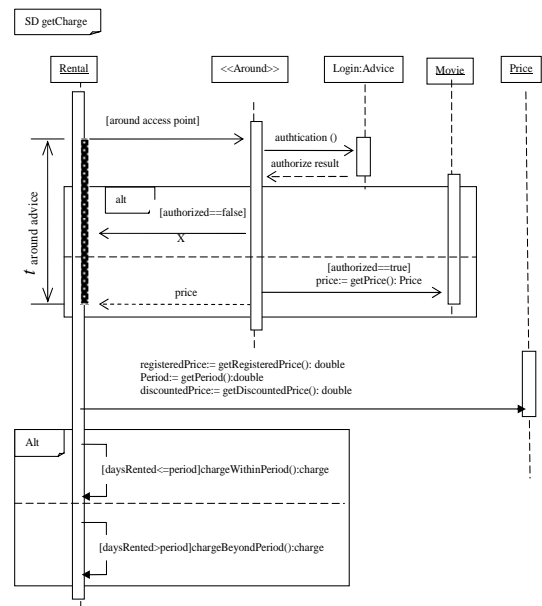 SD getCharge
Rental
<<Around>>
Login:Advice
Movie
Price
[around access point]
authtication ()
authorize result
alt
[authorized==false]
X
t around advice
[authorized==true]
price:= getPrice(): Price
price
registeredPrice:= getRegisteredPrice(): double
Period:= getPeriod():double
discountedPrice:= getDiscountedPrice(): double
Alt
[daysRented<=period]chargeWithinPeriod():charge
[daysRented>period]chargeBeyondPeriod():charge